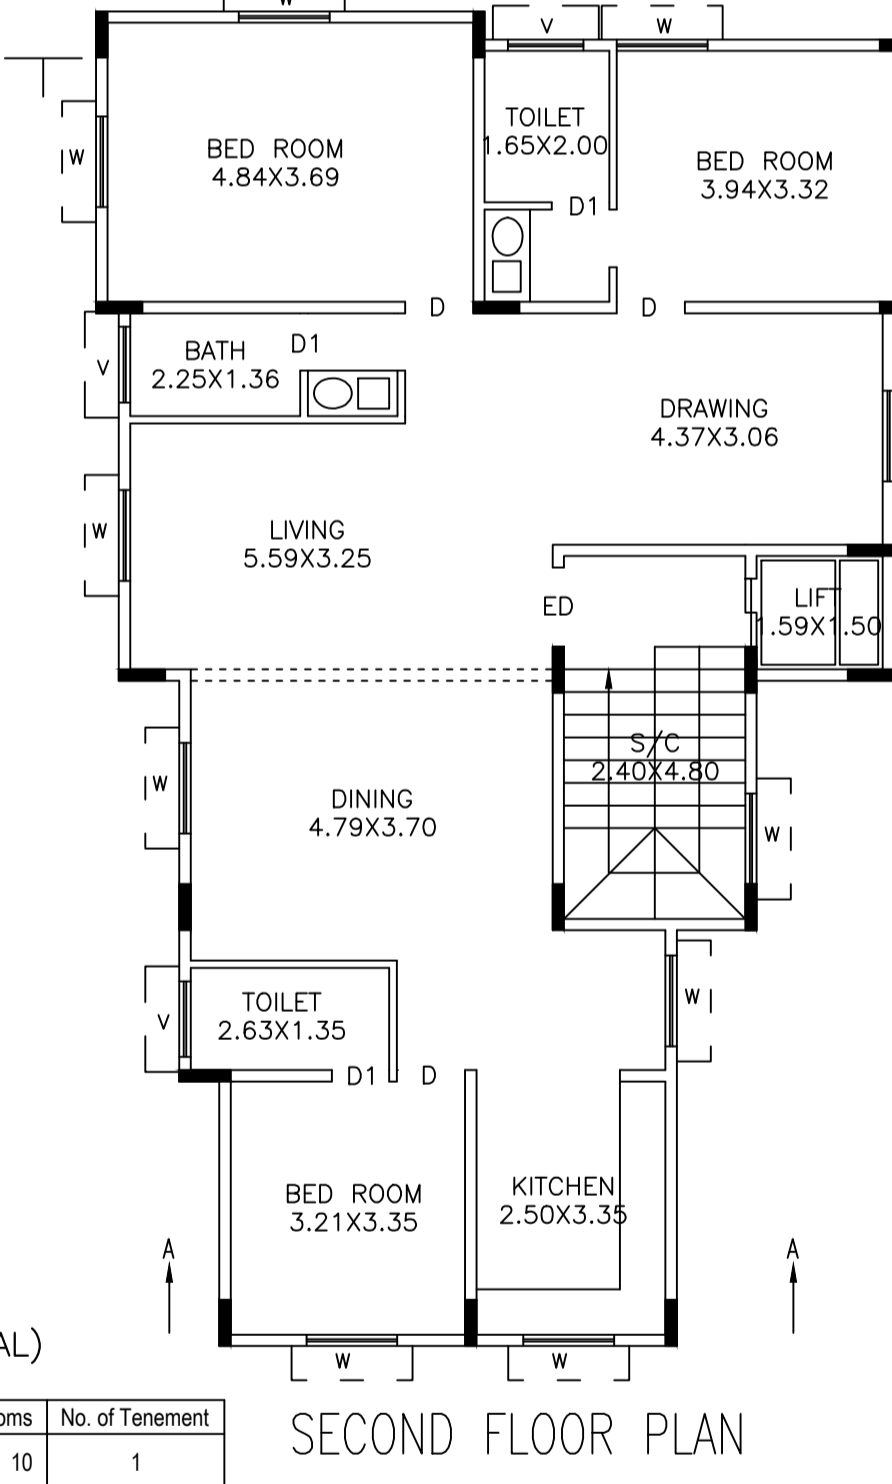 W
V
W
TOILET
1.65X2.00
BED ROOM
4.84X3.69
W
BED ROOM
3.94X3.32
D1
D
D
BATH
2.25X1.36
D1
V
DRAWING
4.37X3.06
LIVING
5.59X3.25
W
ED
LIFT
1.59X1.50
S/C
2.40X4.80
W
DINING
4.79X3.70
W
TOILET
2.63X1.35
V
W
D1
D
BED ROOM
3.21X3.35
KITCHEN
2.50X3.35
A
A
W
W
AL)
oms
No. of Tenement
10
1
SECOND FLOOR PLAN